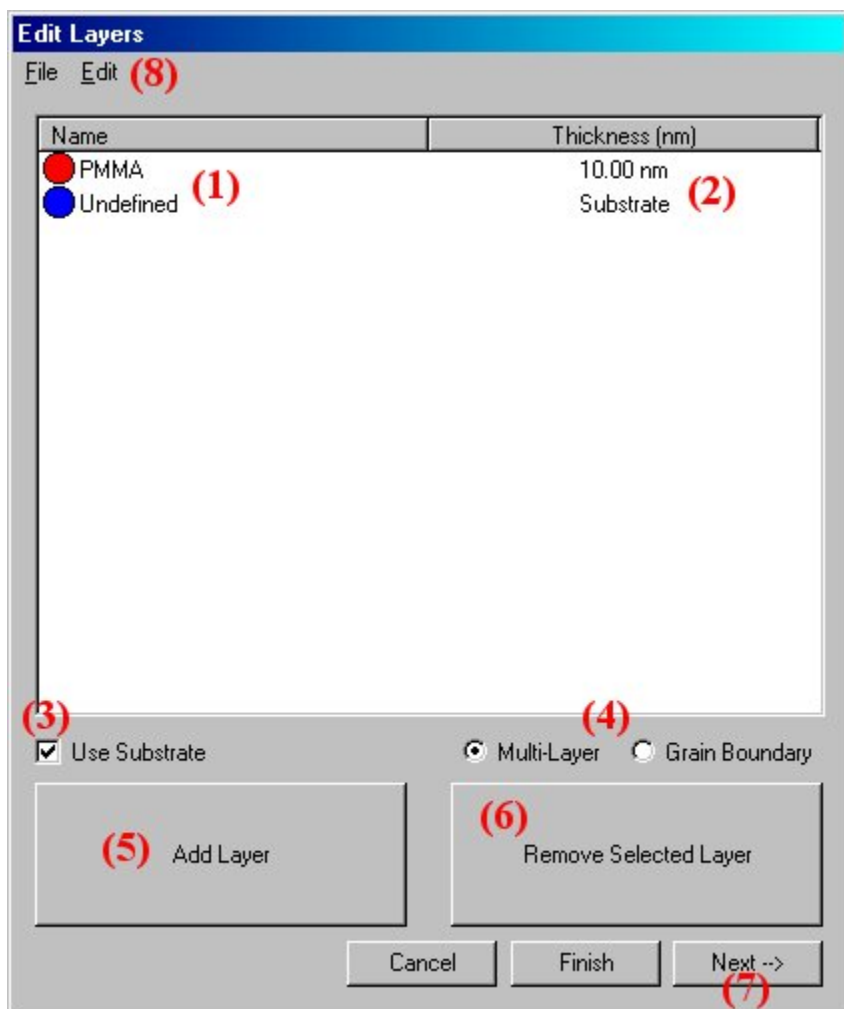 Edit Layers
File Edit (8)
Name Thickness (nm)
PMMA (1) 10.00 nm (2)
Undefined Substrate
(3) (4)
Use Substrate Multi-Layer Grain Boundary
(5) Add Layer (6) Remove Selected Layer
Cancel Finish Next -->
(7)